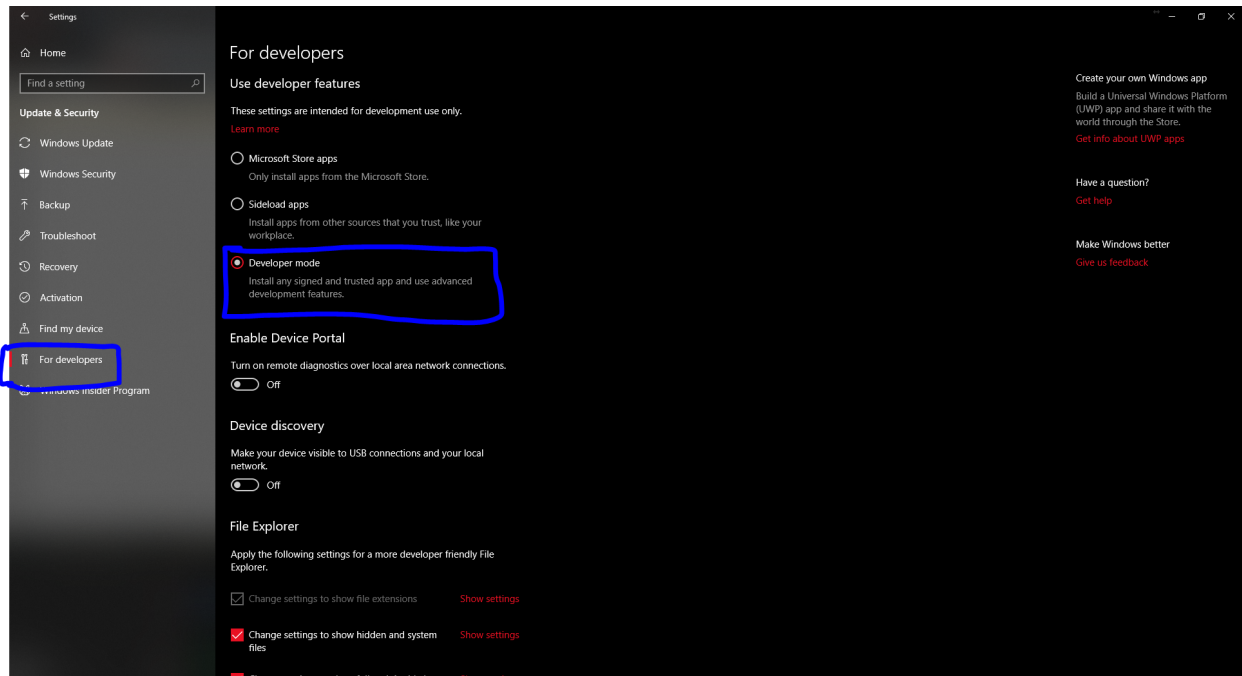 Settings
Home
Find a setting
Update & Security
Windows Update
Windows Security
Backup
Troubleshoot
Recovery
Activation
Find my device
For developers
Windows Insider Program
For developers
Use developer features
These settings are intended for development use only.
Learn more
Microsoft Store apps
Only install apps from the Microsoft Store.
Sideload apps
Install apps from other sources that you trust, like your
workplace.
Developer mode
Install any signed and trusted app and use advanced
development features.
Enable Device Portal
Turn on remote diagnostics over local area network connections.
Off
Device discovery
Make your device visible to USB connections and your local
network.
Off
File Explorer
Apply the following settings for a more developer friendly File
Explorer.
Change settings to show file extensions Show settings
Change settings to show hidden and system Show settings
files
Create your own Windows app
Build a Universal Windows Platform
(UWP) app and share it with the
world through the Store.
Get info about UWP apps
Have a question?
Get help
Make Windows better
Give us feedback